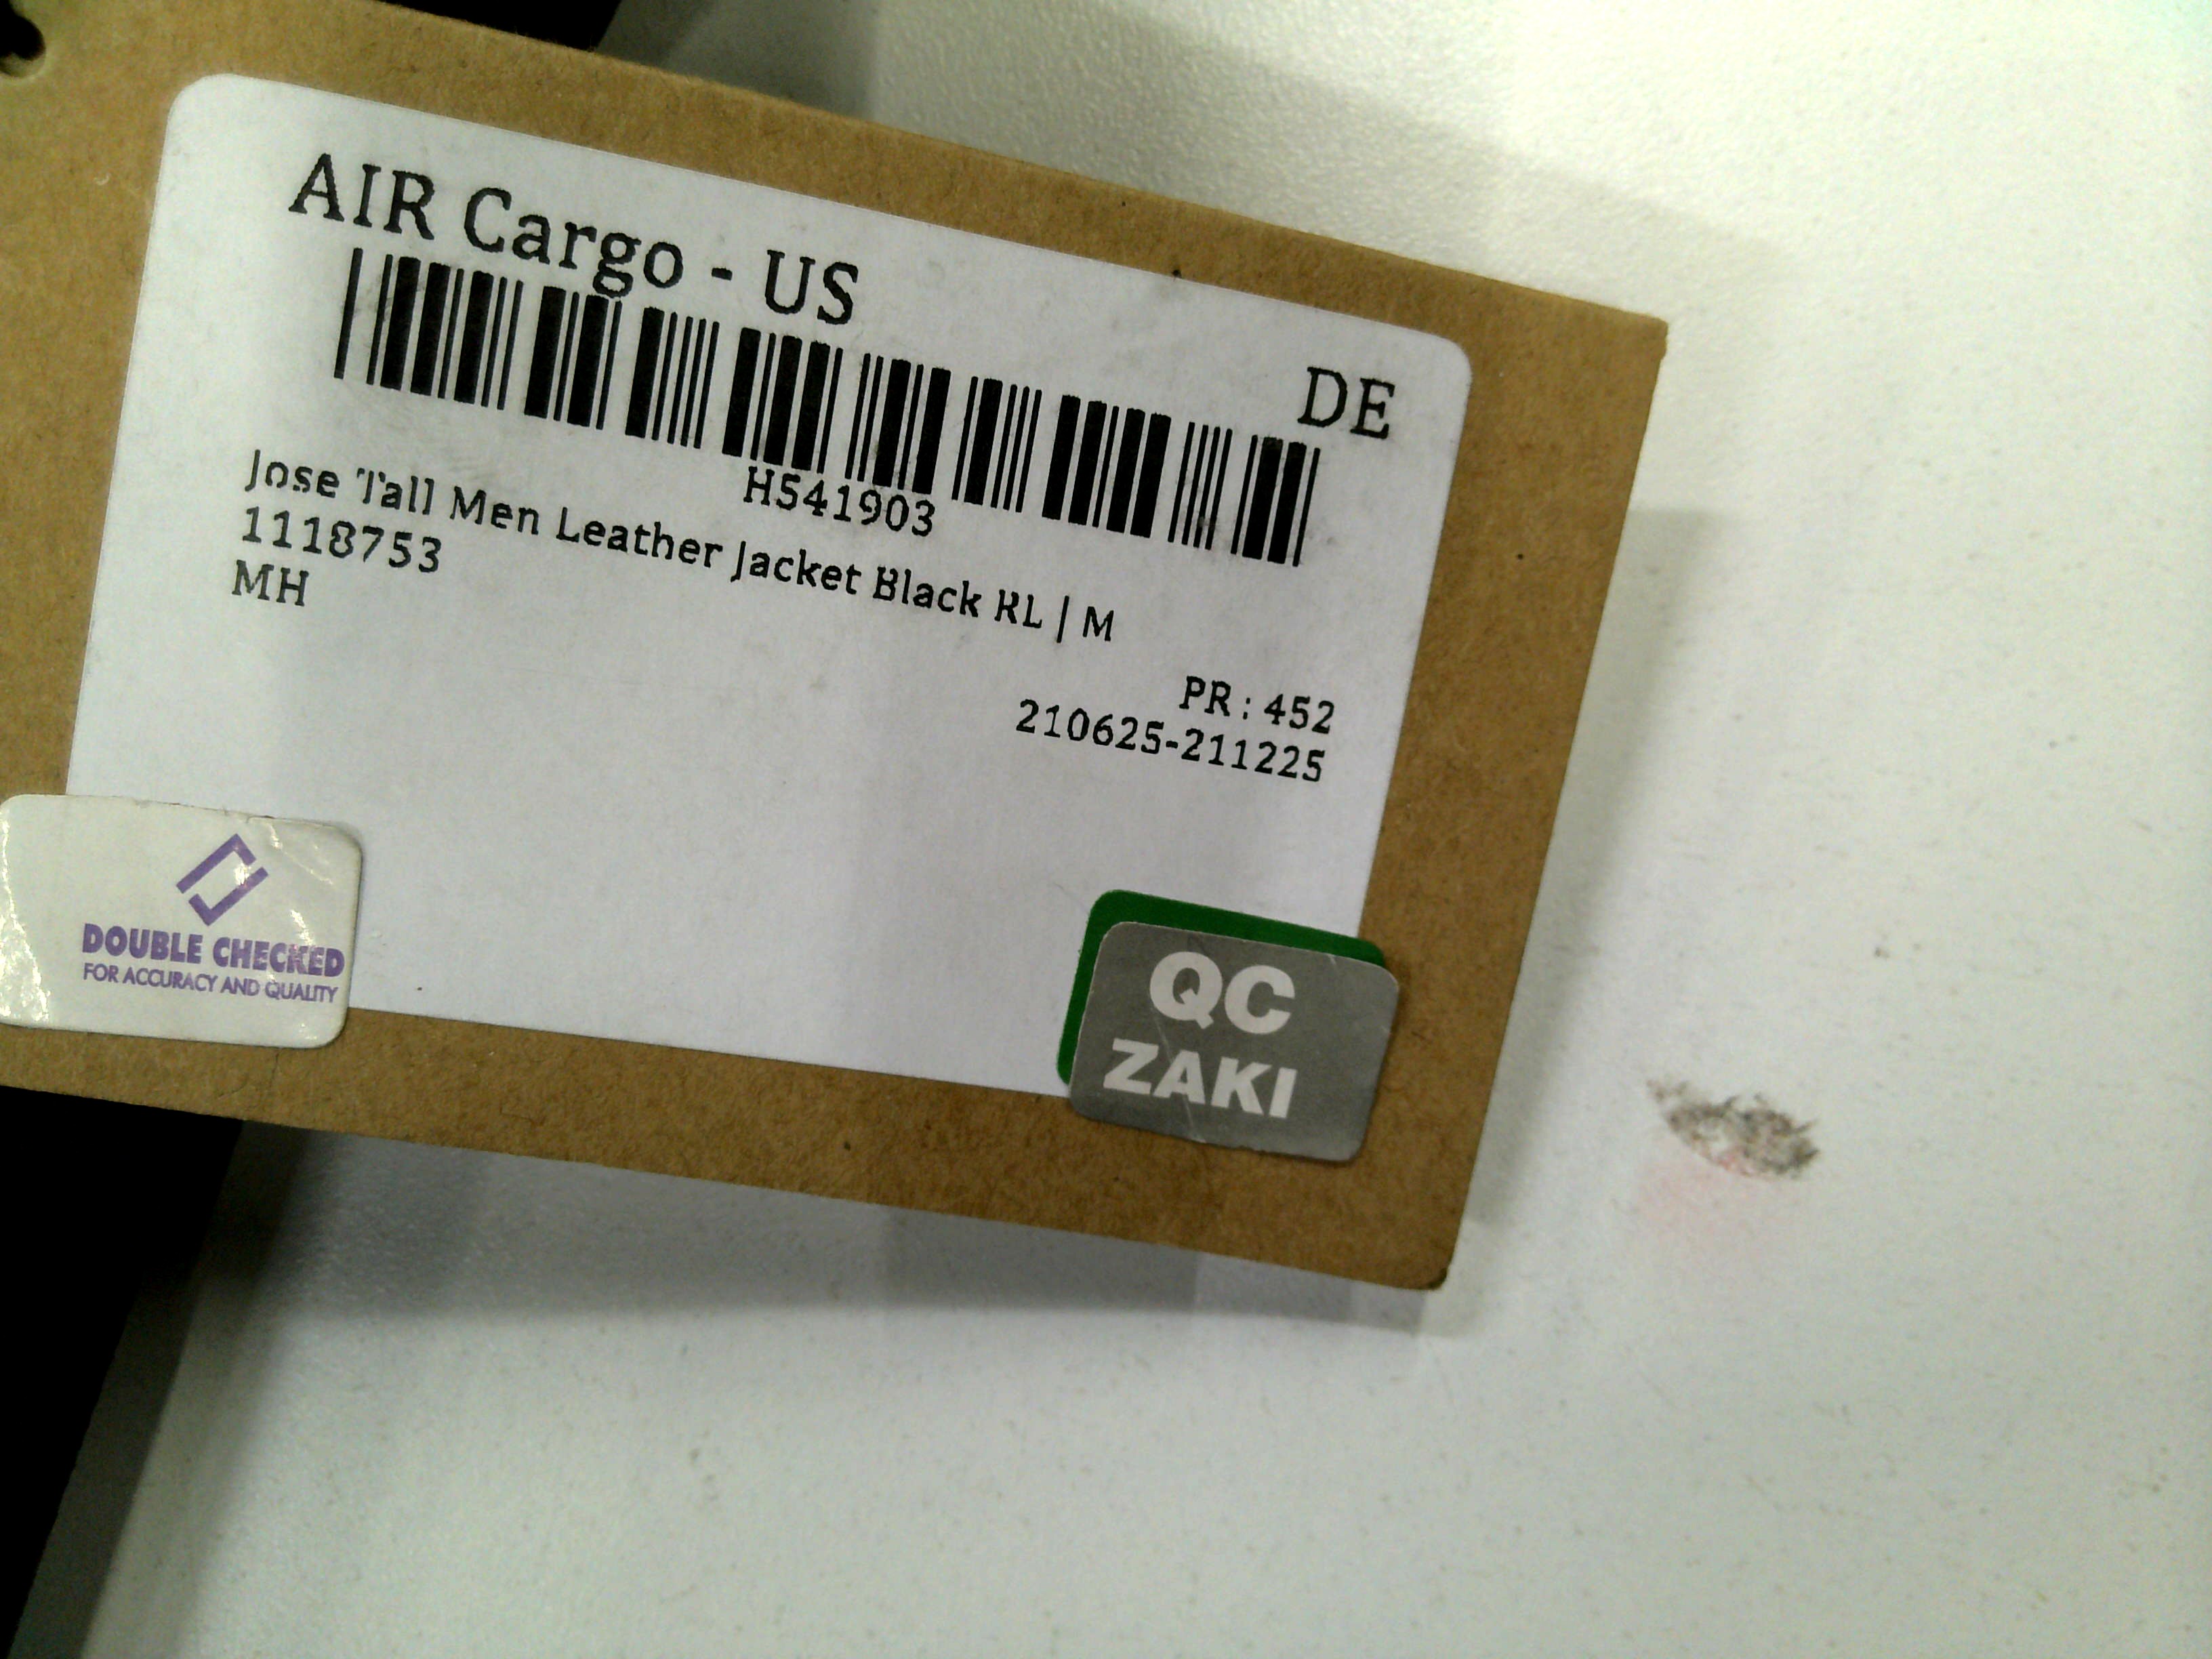 AIR Cargo - US
DE
H541903
Jose Tall Men Leather Jacket Black RL | M
1118753
MH
PR : 452
210625-211225
DOUBLE CHECKED
FOR ACCURACY AND QUALITY
QC
ZAKI